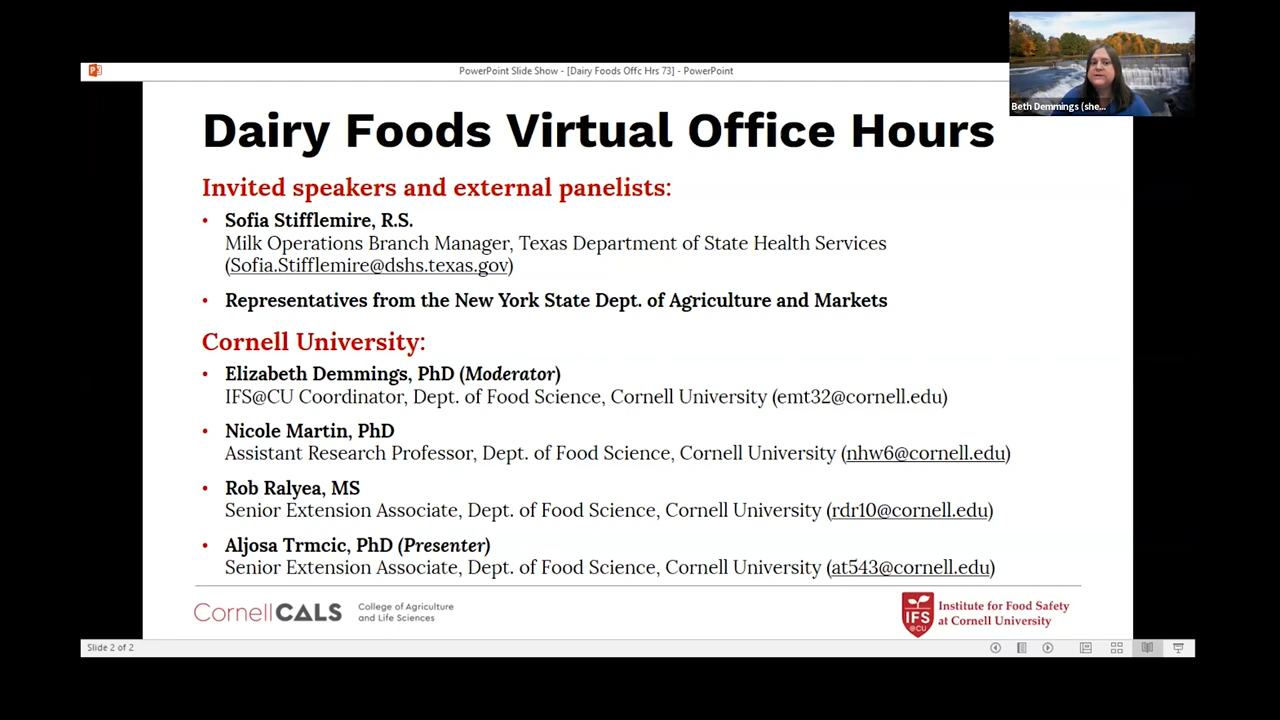 PowerPoint Slide Show - [Dairy Foods Offc Hrs 73] - PowerPoint
Beth Demmings (she...
Dairy Foods Virtual Office Hours
Invited speakers and external panelists:
• Sofia Stifflemire, R.S.
Milk Operations Branch Manager, Texas Department of State Health Services
(Sofia.Stifflemire@dshs.texas.gov)
• Representatives from the New York State Dept. of Agriculture and Markets
Cornell University:
• Elizabeth Demmings, PhD (Moderator)
IFS@CU Coordinator, Dept. of Food Science, Cornell University (emt32@cornell.edu)
• Nicole Martin, PhD
Assistant Research Professor, Dept. of Food Science, Cornell University (nhw6@cornell.edu)
• Rob Ralyea, MS
Senior Extension Associate, Dept. of Food Science, Cornell University (rdr10@cornell.edu)
• Aljosa Trmcic, PhD (Presenter)
Senior Extension Associate, Dept. of Food Science, Cornell University (at543@cornell.edu)
CornellCALS
College of Agriculture
and Life Sciences
IFS
@CU
Institute for Food Safety
at Cornell University
Slide 2 of 2